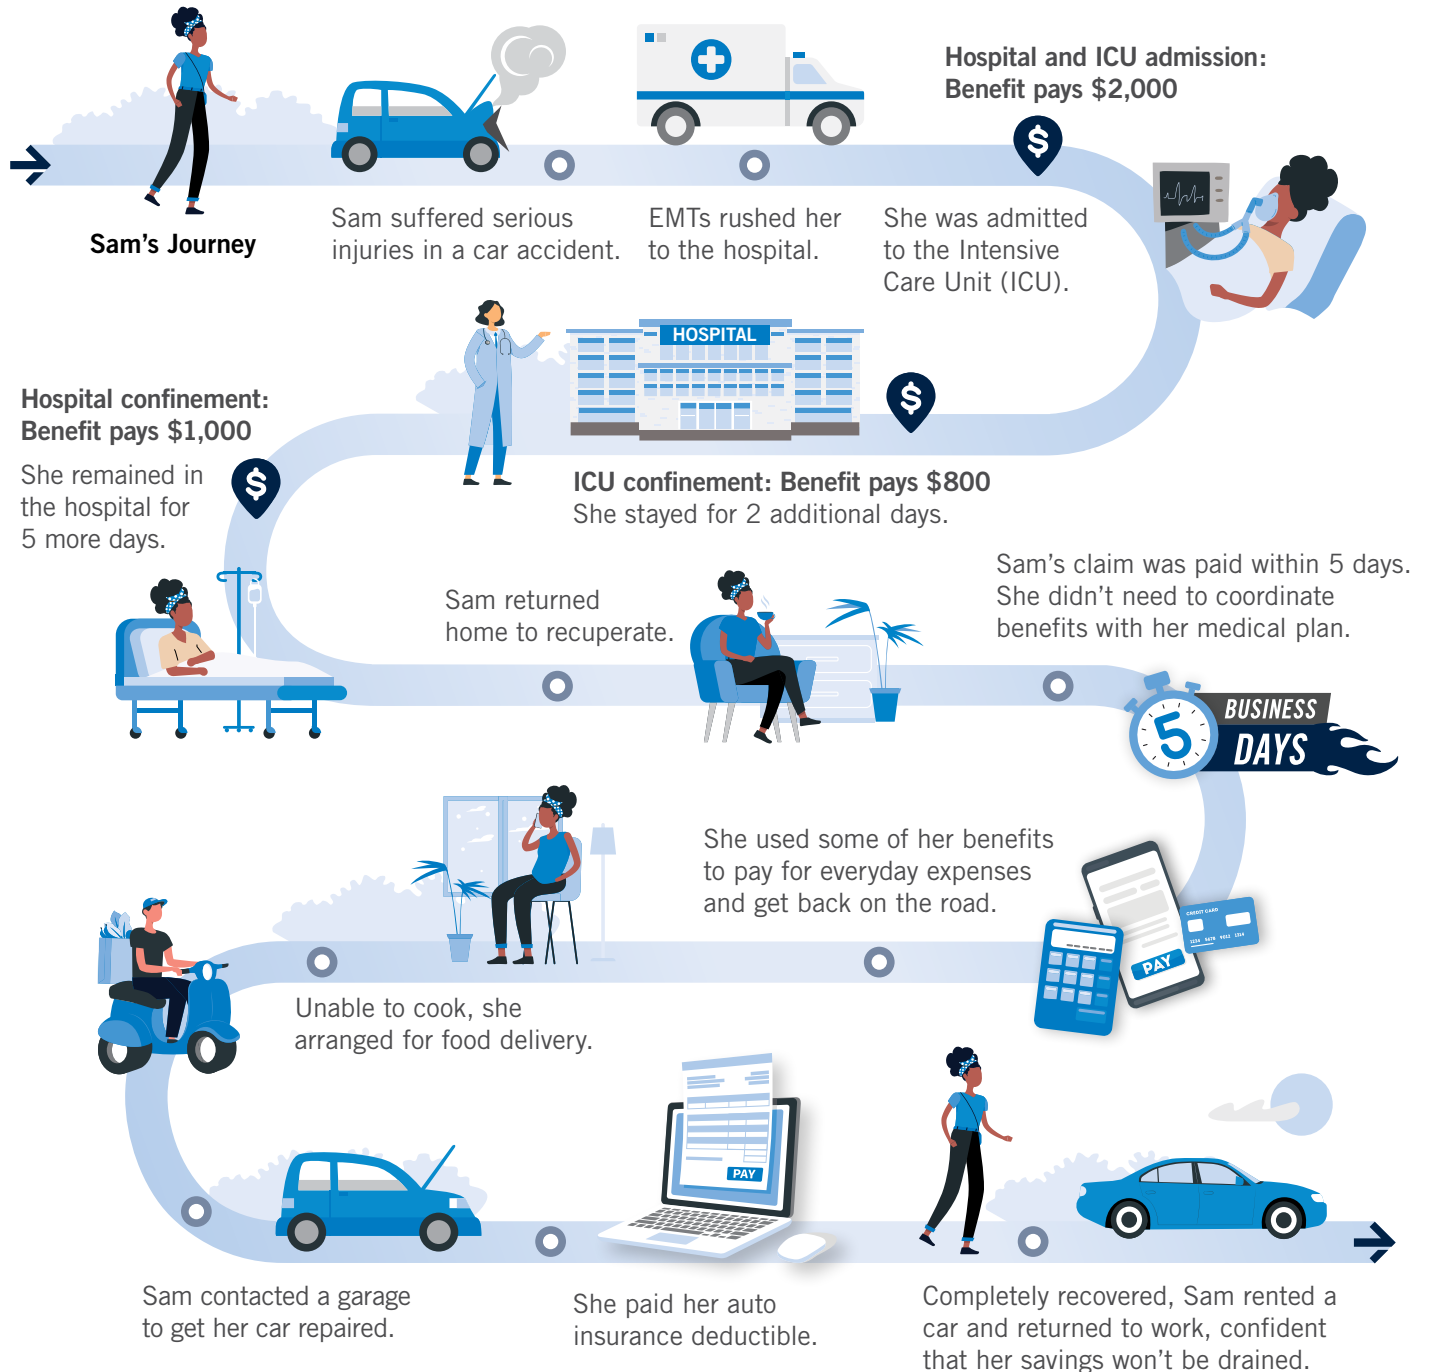 Hospital and ICU admission:
Benefit pays $2,000
$
Sam's Journey
Sam suffered serious
injuries in a car accident.
EMTs rushed her
to the hospital.
She was admitted
to the Intensive
Care Unit (ICU).
HOSPITAL
$
ICU confinement: Benefit pays $800
She stayed for 2 additional days.
Hospital confinement:
Benefit pays $1,000
She remained in
the hospital for
5 more days.
$
Sam returned
home to recuperate.
Sam's claim was paid within 5 days.
She didn't need to coordinate
benefits with her medical plan.
5
BUSINESS
DAYS
She used some of her benefits
to pay for everyday expenses
and get back on the road.
CREDIT CARD
1234 5678 9012 1314
PAY
Unable to cook, she
arranged for food delivery.
Sam contacted a garage
to get her car repaired.
PAY
She paid her auto
insurance deductible.
Completely recovered, Sam rented a
car and returned to work, confident
that her savings won't be drained.